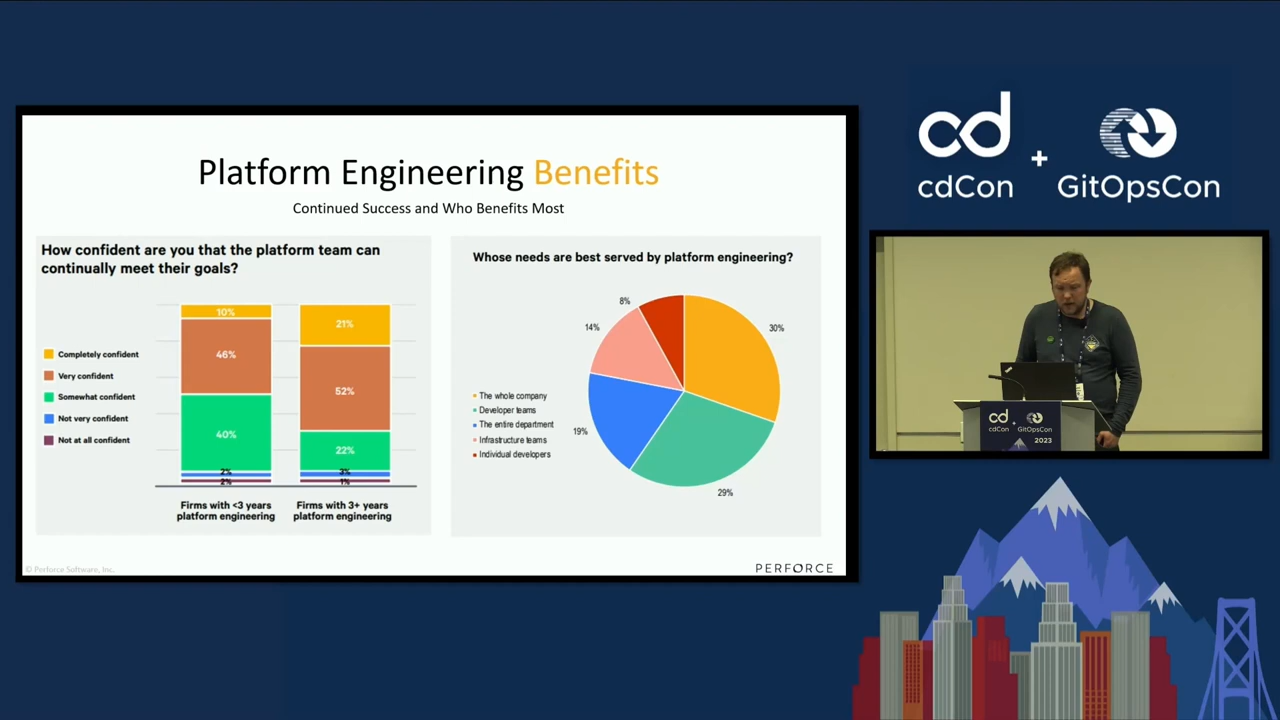 Platform Engineering Benefits
Continued Success and Who Benefits Most
How confident are you that the platform team can
continually meet their goals?
Completely confident
Very confident
Somewhat confident
Not very confident
Not at all confident
10%
46%
40%
2%
2%
21%
52%
22%
3%
1%
Firms with <3 years
platform engineering
Firms with 3+ years
platform engineering
Whose needs are best served by platform engineering?
The whole company
Developer teams
The entire department
Infrastructure teams
Individual developers
8%
14%
19%
29%
30%
© Perforce Software, Inc.
PERFORCE
cd
cdCon
+
GitOpsCon
cd
cdCon
+
GitOpsCon
2023